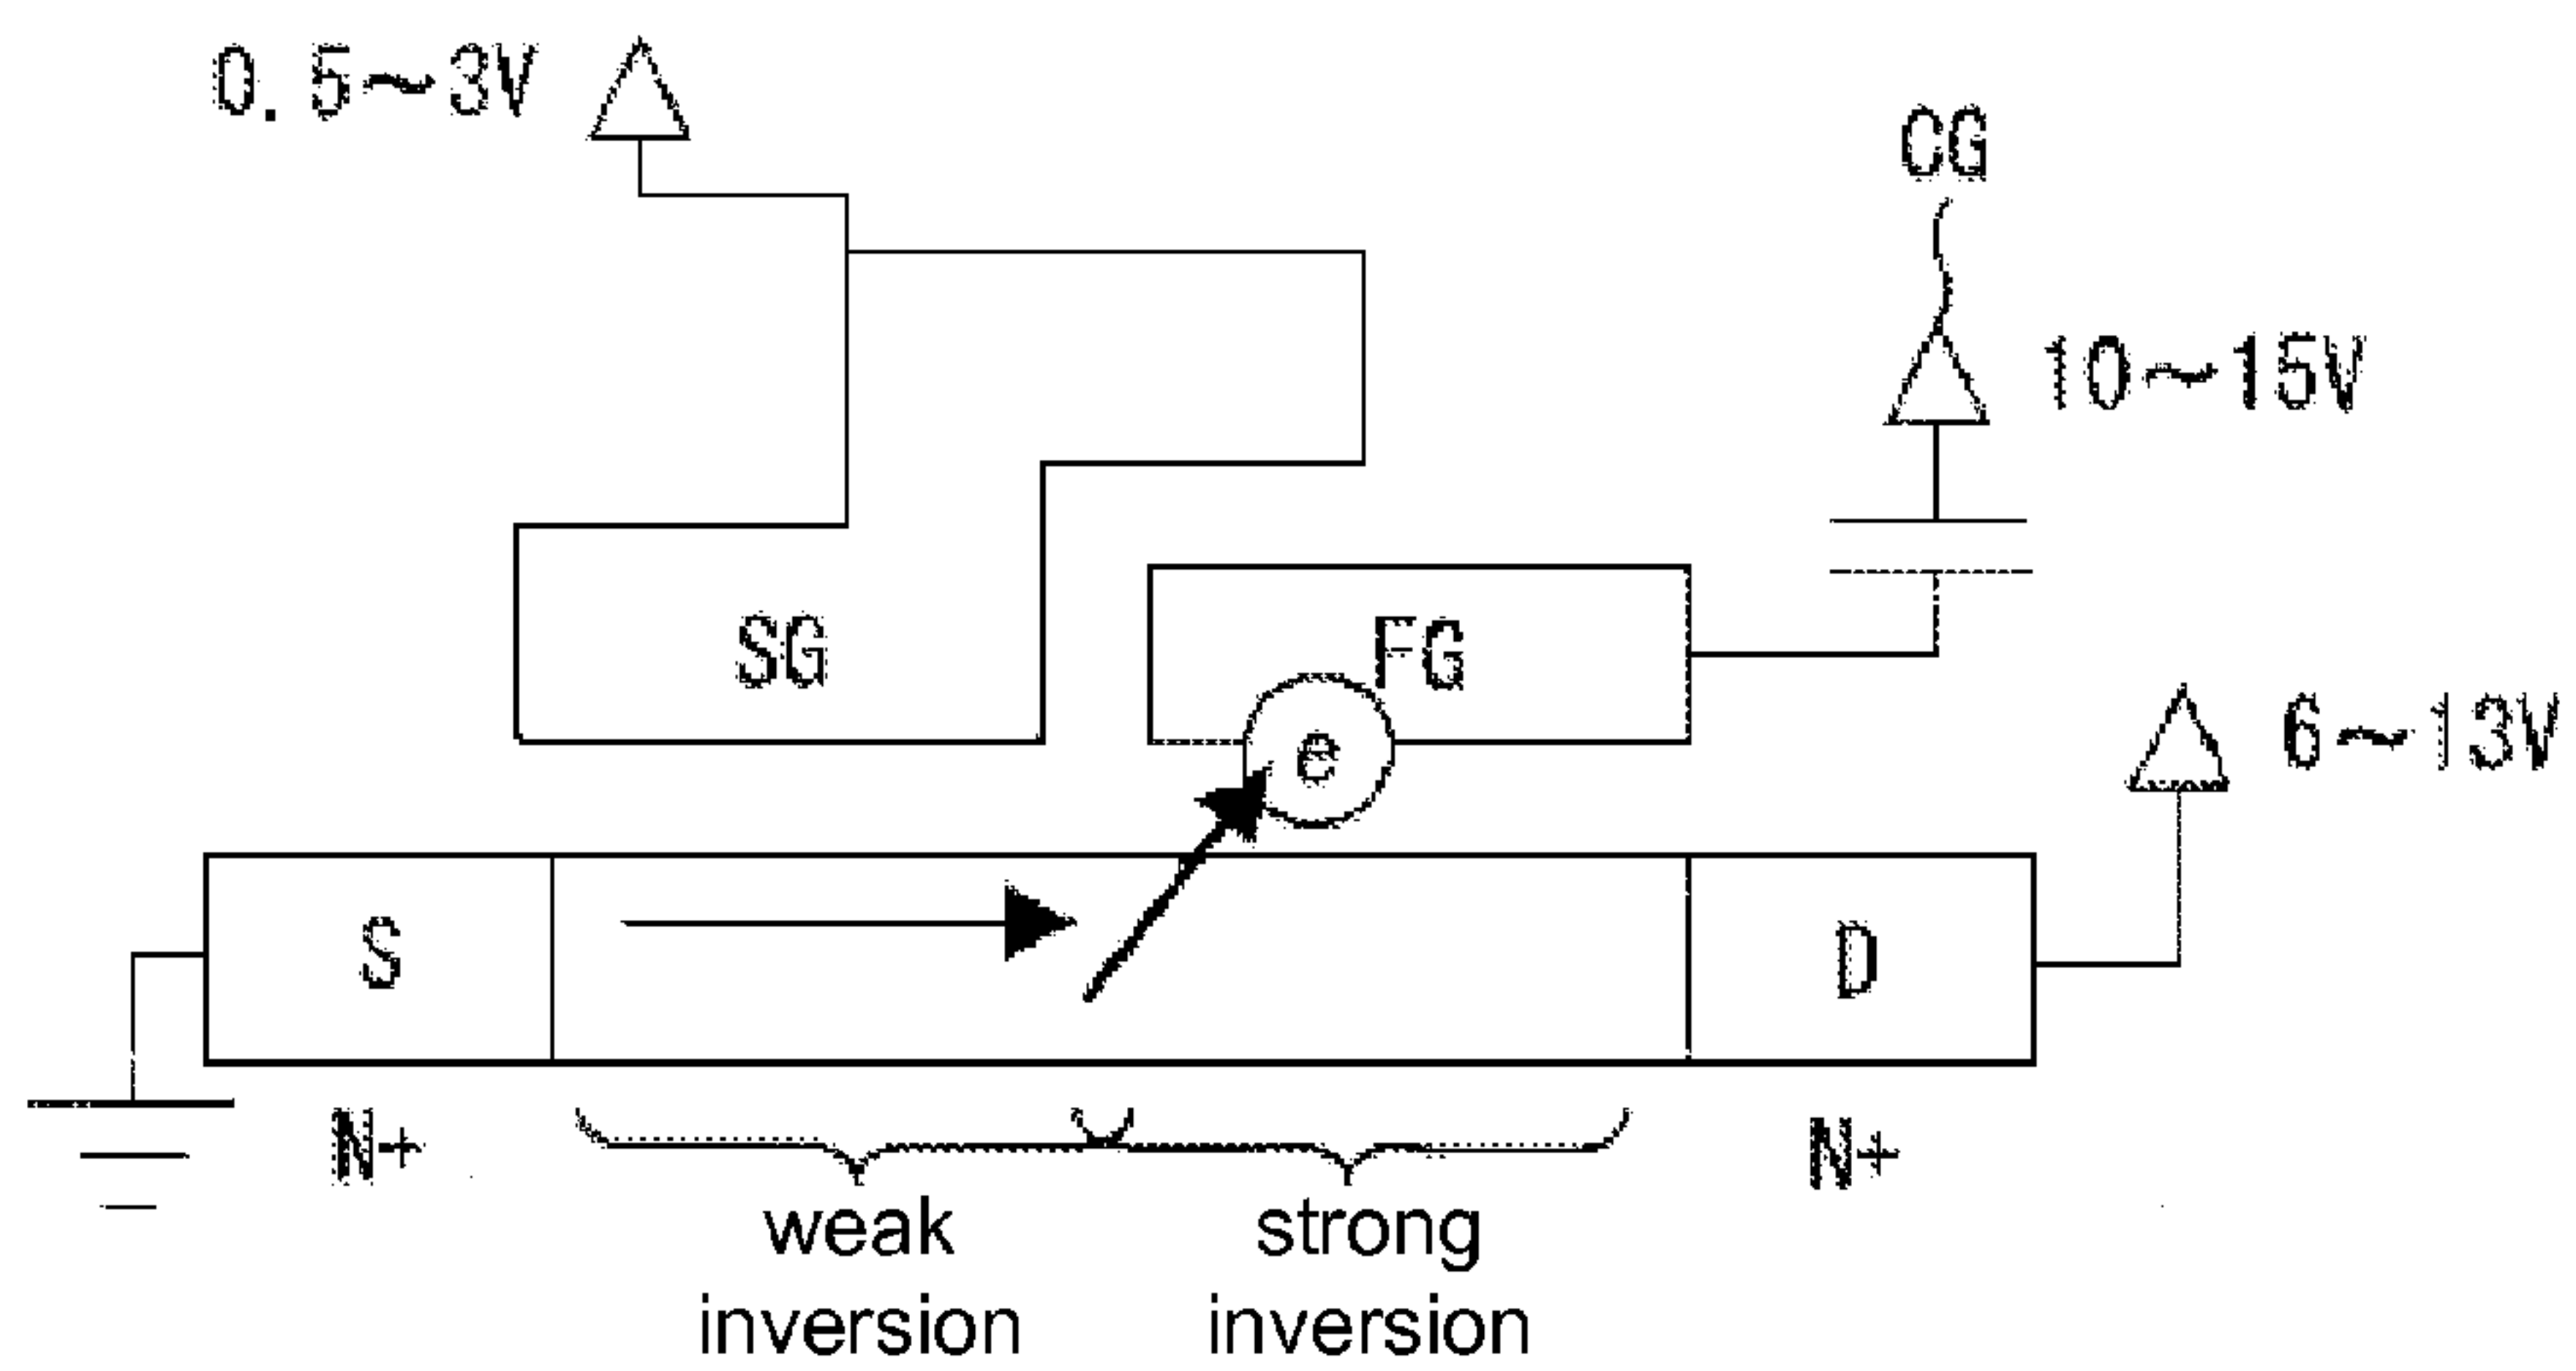 0.5~3V
CG
10~15V
SG
FG
e
6~13V
S
D
N+
N+
weak
inversion
strong
inversion